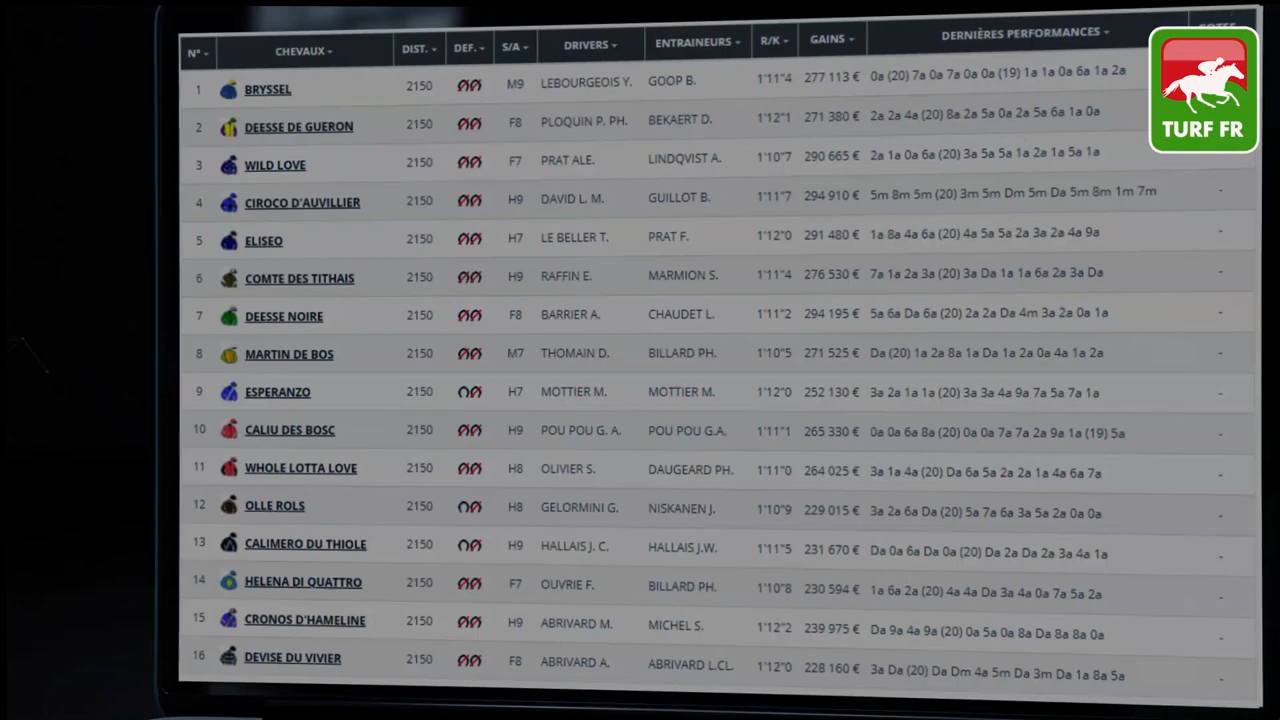 N° CHEVAUX DIST. DEF. S/A DRIVERS ENTRAINEURS R/K GAINS DERNIÈRES PERFORMANCES
1 BRYSSEL 2150 M9 LEBOURGEOIS Y. GOOP B. 1'11"4 277 113 € 0a (20) 7a 0a 7a 0a 0a (19) 1a 1a 0a 6a 1a 2a
2 DEESSE DE GUERON 2150 F8 PLOQUIN P. PH. BEKAERT D. 1'12"1 271 380 € 2a 2a 4a (20) 8a 2a 5a 0a 2a 5a 6a 1a 0a
3 WILD LOVE 2150 F7 PRAT ALE. LINDQVIST A. 1'10"7 290 665 € 2a 1a 0a 6a (20) 3a 5a 5a 1a 2a 1a 5a 1a
4 CIROCO D'AUVILLIER 2150 H9 DAVID L. M. GUILLOT B. 1'11"7 294 910 € 5m 8m 5m (20) 3m 5m Dm 5m Da 5m 8m 1m 7m -
5 ELISEO 2150 H7 LE BELLER T. PRAT F. 1'12"0 291 480 € 1a 8a 4a 6a (20) 4a 5a 5a 2a 3a 2a 4a 9a -
6 COMTE DES TITHAIS 2150 H9 RAFFIN E. MARMION S. 1'11"4 276 530 € 7a 1a 2a 3a (20) 3a Da 1a 1a 6a 2a 3a Da -
7 DEESSE NOIRE 2150 F8 BARRIER A. CHAUDET L. 1'11"2 294 195 € 5a 6a Da 6a (20) 2a 2a Da 4m 3a 2a 0a 1a -
8 MARTIN DE BOS 2150 M7 THOMAIN D. BILLARD PH. 1'10"5 271 525 € Da (20) 1a 2a 8a 1a Da 1a 2a 0a 4a 1a 2a -
9 ESPERANZO 2150 H7 MOTTIER M. MOTTIER M. 1'12"0 252 130 € 3a 2a 1a 1a (20) 3a 3a 4a 9a 7a 5a 7a 1a -
10 CALIU DES BOSC 2150 H9 POU POU G. A. POU POU G.A. 1'11"1 265 330 € 0a 0a 6a 8a (20) 0a 0a 7a 7a 2a 9a 1a (19) 5a -
11 WHOLE LOTTA LOVE 2150 H8 OLIVIER S. DAUGEARD PH. 1'11"0 264 025 € 3a 1a 4a (20) Da 6a 5a 2a 2a 1a 4a 6a 7a -
12 OLLE ROLS 2150 H8 GELORMINI G. NISKANEN J. 1'10"9 229 015 € 3a 2a 6a Da (20) 5a 7a 6a 3a 5a 2a 0a 0a -
13 CALIMERO DU THIOLE 2150 H9 HALLAIS J. C. HALLAIS J.W. 1'11"5 231 670 € Da 0a 6a Da 0a (20) Da 2a Da 2a 3a 4a 1a -
14 HELENA DI QUATTRO 2150 F7 OUVRIE F. BILLARD PH. 1'10"8 230 594 € 1a 6a 2a (20) 4a 4a Da 3a 4a 0a 7a 5a 2a -
15 CRONOS D'HAMELINE 2150 H9 ABRIVARD M. MICHEL S. 1'12"2 239 975 € Da 9a 4a 9a (20) 0a 5a 0a 8a Da 8a 8a 0a -
16 DEVISE DU VIVIER 2150 F8 ABRIVARD A. ABRIVARD L.CL. 1'12"0 228 160 € 3a Da (20) Da Dm 4a 5m Da 3m Da 1a 8a 5a -
TURF FR